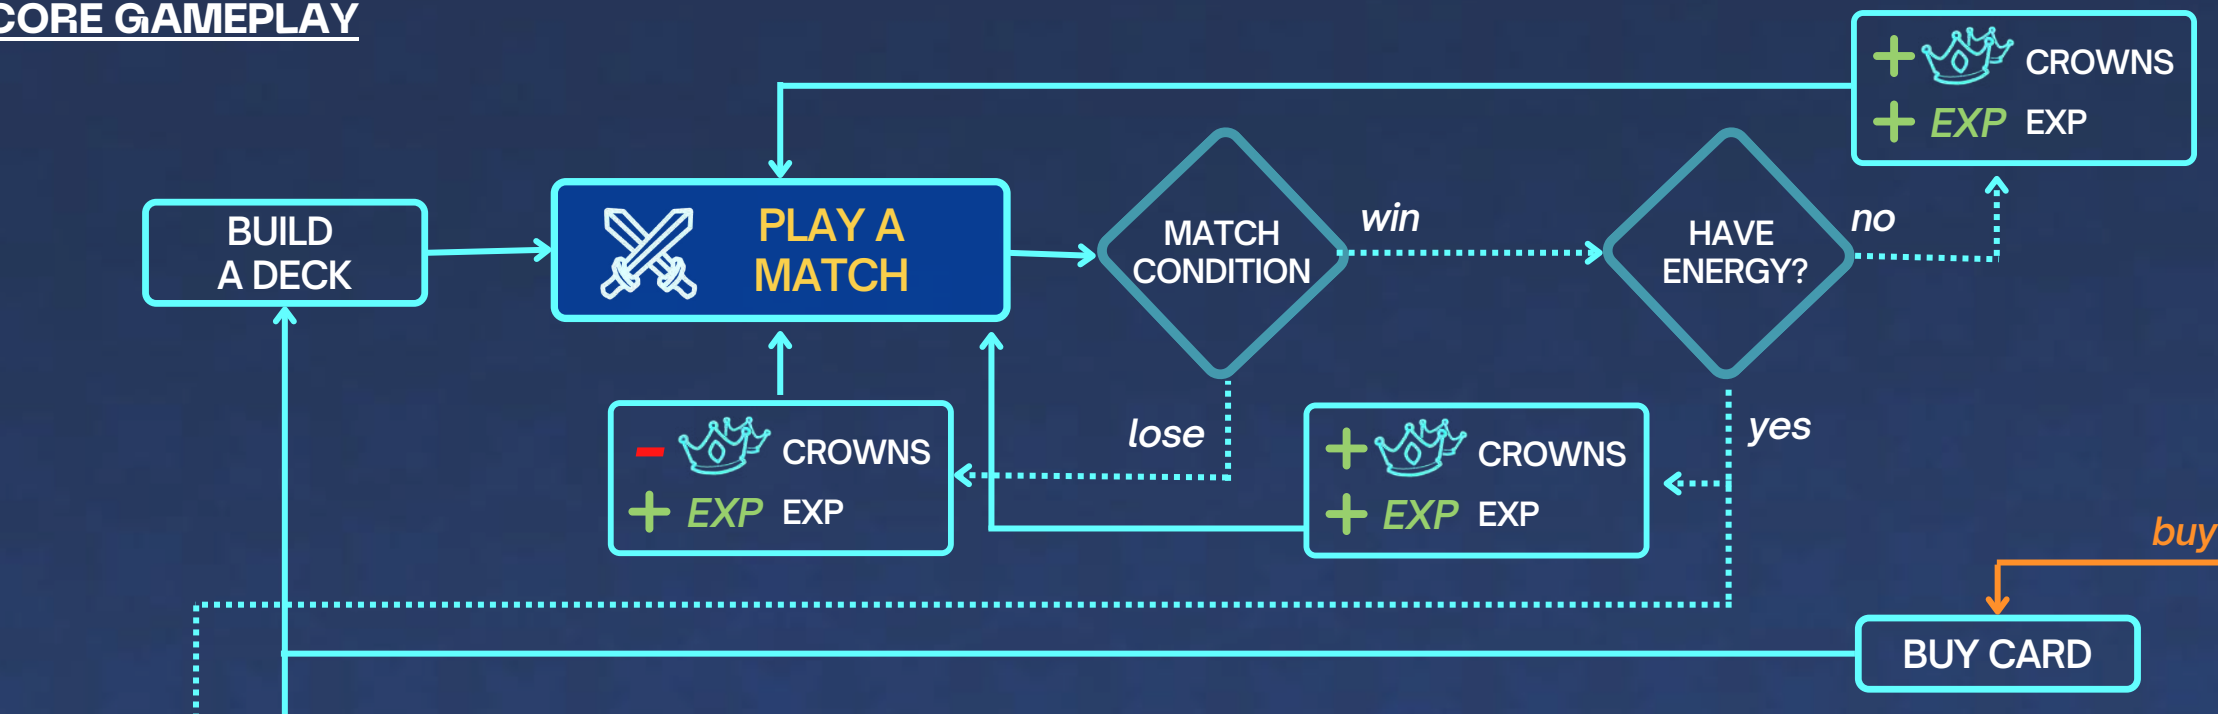 CORE GAMEPLAY
CROWNS
EXP EXP
BUILD
A DECK
PLAY A
MATCH
MATCH
CONDITION
win
HAVE
ENERGY?
no
CROWNS
EXP EXP
lose
CROWNS
EXP EXP
yes
buy
BUY CARD